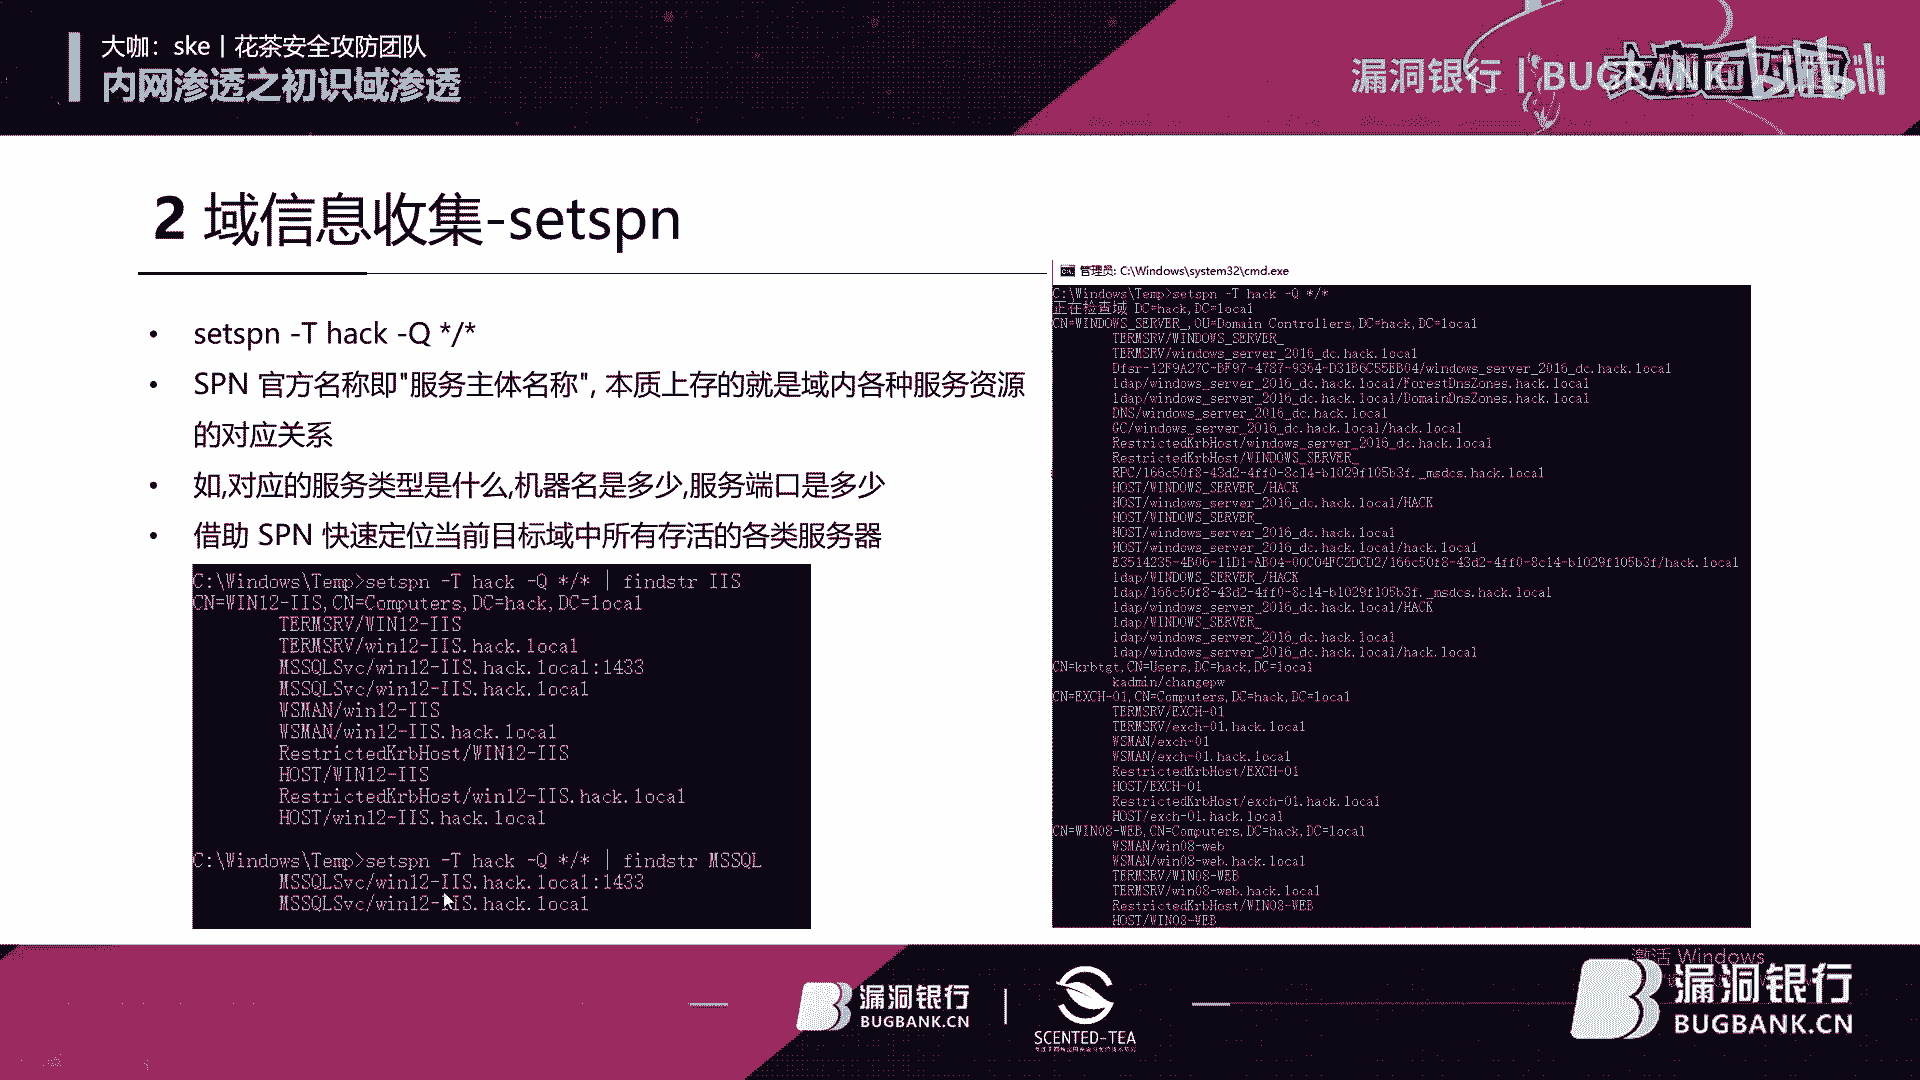 大咖：ske | 花茶安全攻防团队
内网渗透之初识域渗透
漏洞银行 | BUGBANK
2 域信息收集-setspn
• setspn -T hack -Q */*
• SPN 官方名称即"服务主体名称", 本质上存的就是域内各种服务资源
的对应关系
• 如,对应的服务类型是什么,机器名是多少,服务端口是多少
• 借助 SPN 快速定位当前目标域中所有存活的各类服务器
C:\Windows\Temp>setspn -T hack -Q */* | findstr IIS
CN=WIN12-IIS,CN=Computers,DC=hack,DC=local
TERMSRV/WIN12-IIS
TERMSRV/win12-IIS.hack.local
MSSQLSvc/win12-IIS.hack.local:1433
MSSQLSvc/win12-IIS.hack.local
WSMAN/win12-IIS
WSMAN/win12-IIS.hack.local
RestrictedKrbHost/WIN12-IIS
HOST/WIN12-IIS
RestrictedKrbHost/win12-IIS.hack.local
HOST/win12-IIS.hack.local
C:\Windows\Temp>setspn -T hack -Q */* | findstr MSSQL
MSSQLSvc/win12-IIS.hack.local:1433
MSSQLSvc/win12-IIS.hack.local
管理员: C:\Windows\system32\cmd.exe
C:\Windows\Temp>setspn -T hack -Q */*
正在检查域 DC=hack,DC=local
CN=WINDOWS_SERVER_,OU=Domain Controllers,DC=hack,DC=local
TERMSRV/WINDOWS_SERVER_
TERMSRV/windows_server_2016_dc.hack.local
Dfsr-12F9A27C-BF97-4787-9364-D31B6C55EB04/windows_server_2016_dc.hack.local
ldap/windows_server_2016_dc.hack.local/ForestDnsZones.hack.local
ldap/windows_server_2016_dc.hack.local/DomainDnsZones.hack.local
DNS/windows_server_2016_dc.hack.local
GC/windows_server_2016_dc.hack.local/hack.local
RestrictedKrbHost/windows_server_2016_dc.hack.local
RestrictedKrbHost/WINDOWS_SERVER_
RPC/166c50f8-43d2-4ff0-8c14-b1029f105b3f._msdcs.hack.local
HOST/WINDOWS_SERVER_/HACK
HOST/windows_server_2016_dc.hack.local/HACK
HOST/WINDOWS_SERVER_
HOST/windows_server_2016_dc.hack.local
HOST/windows_server_2016_dc.hack.local/hack.local
E3514235-4B06-11D1-AB04-00C04FC2DCD2/166c50f8-43d2-4ff0-8c14-b1029f105b3f/hack.local
ldap/WINDOWS_SERVER_/HACK
ldap/166c50f8-43d2-4ff0-8c14-b1029f105b3f._msdcs.hack.local
ldap/windows_server_2016_dc.hack.local/HACK
ldap/WINDOWS_SERVER_
ldap/windows_server_2016_dc.hack.local
ldap/windows_server_2016_dc.hack.local/hack.local
CN=krbtgt,CN=Users,DC=hack,DC=local
kadmin/changepw
CN=EXCH-01,CN=Computers,DC=hack,DC=local
TERMSRV/EXCH-01
TERMSRV/exch-01.hack.local
WSMAN/exch-01
WSMAN/exch-01.hack.local
RestrictedKrbHost/EXCH-01
HOST/EXCH-01
RestrictedKrbHost/exch-01.hack.local
HOST/exch-01.hack.local
CN=WIN08-WEB,CN=Computers,DC=hack,DC=local
WSMAN/win08-web
WSMAN/win08-web.hack.local
TERMSRV/WIN08-WEB
TERMSRV/win08-web.hack.local
RestrictedKrbHost/WIN08-WEB
HOST/WIN08-WEB
漏洞银行
BUGBANK.CN
SCENTED-TEA
激活 Windows
漏洞银行
BUGBANK.CN